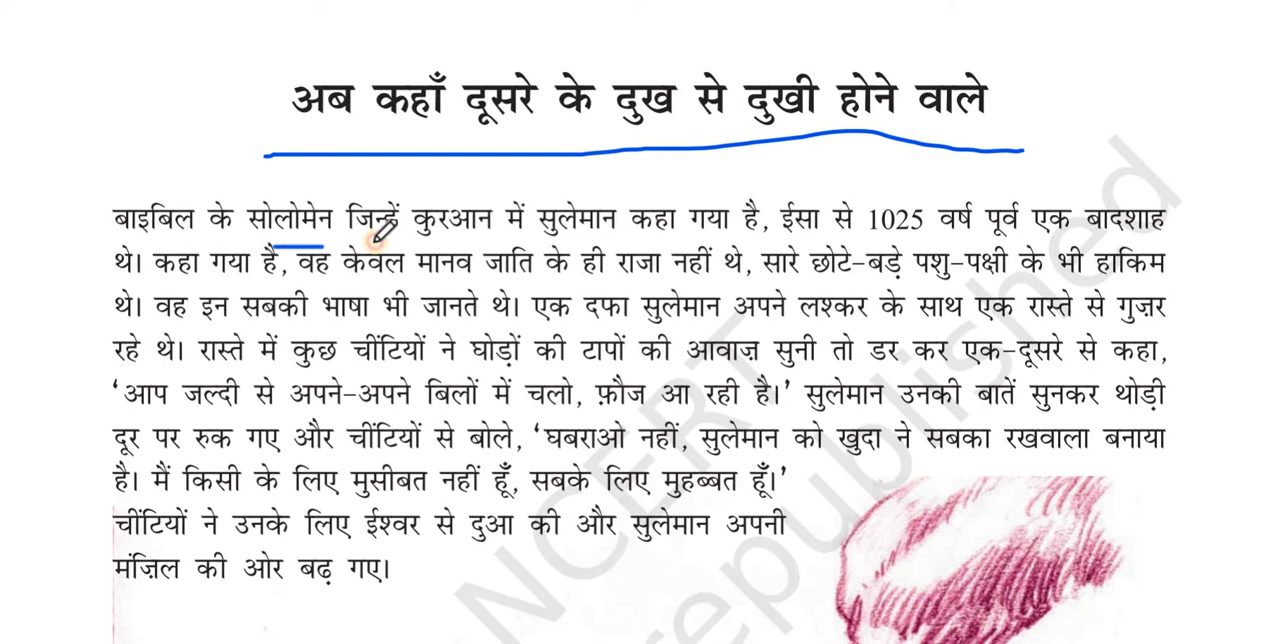 अब कहाँ दूसरे के दुख से दुखी होने वाले
बाइबिल के सोलोमेन जिन्हें कुरआन में सुलेमान कहा गया है, ईसा से 1025 वर्ष पूर्व एक बादशाह
थे। कहा गया है, वह केवल मानव जाति के ही राजा नहीं थे, सारे छोटे-बड़े पशु-पक्षी के भी हाकिम
थे। वह इन सबकी भाषा भी जानते थे। एक दफा सुलेमान अपने लश्कर के साथ एक रास्ते से गुज़र
रहे थे। रास्ते में कुछ चींटियों ने घोड़ों की टापों की आवाज़ सुनी तो डर कर एक-दूसरे से कहा,
‘आप जल्दी से अपने-अपने बिलों में चलो, फ़ौज आ रही है।’ सुलेमान उनकी बातें सुनकर थोड़ी
दूर पर रुक गए और चींटियों से बोले, ‘घबराओ नहीं, सुलेमान को खुदा ने सबका रखवाला बनाया
है। मैं किसी के लिए मुसीबत नहीं हूँ, सबके लिए मुहब्बत हूँ।’
चींटियों ने उनके लिए ईश्वर से दुआ की और सुलेमान अपनी
मंज़िल की ओर बढ़ गए।
NCERT
republished